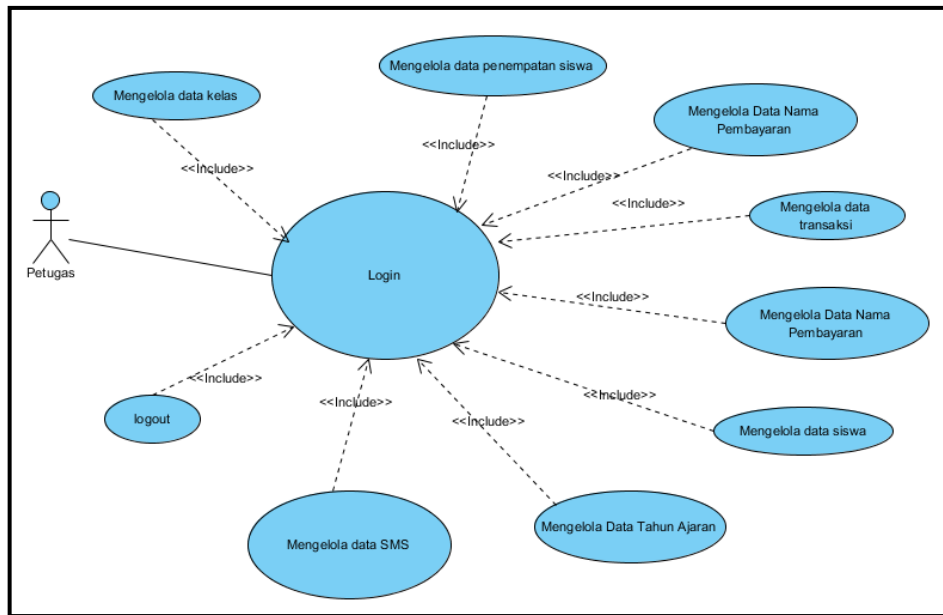 Mengelola data penempatan siswa
Mengelola data kelas
Mengelola Data Nama
Pembayaran
<<Include>>
<<Include>>
<<Include>>
Mengelola data
transaksi
<<Include>>
Petugas
Login
<<Include>>
Mengelola Data Nama
Pembayaran
<<Include>>
<<Include>>
<<Include>>
<<Include>>
logout
Mengelola data siswa
Mengelola Data Tahun Ajaran
Mengelola data SMS